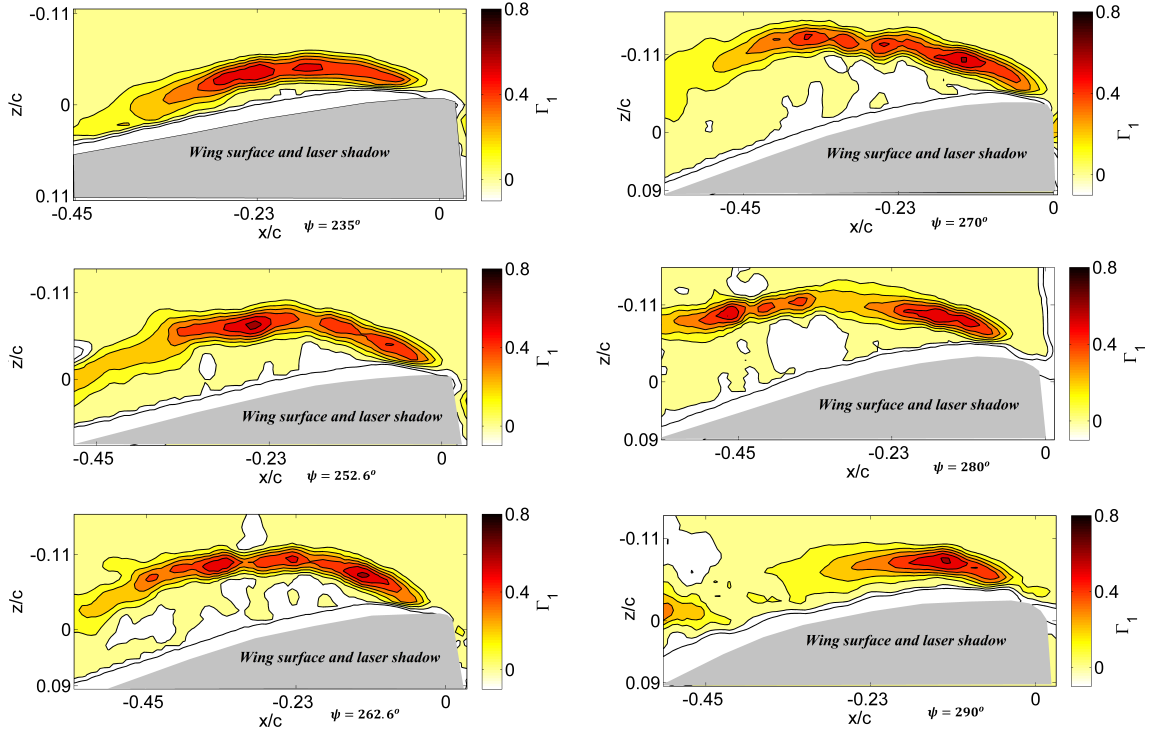 -0.11
0
0.11
z/c
-0.45
-0.23
0
x/c
ψ = 235°
Wing surface and laser shadow
0.8
0.4
0
Γ1
-0.11
0
0.09
z/c
-0.45
-0.23
0
x/c
ψ = 270°
Wing surface and laser shadow
0.8
0.4
0
Γ1
-0.11
0
z/c
-0.45
-0.23
0
x/c
ψ = 252.6°
Wing surface and laser shadow
0.8
0.4
0
Γ1
-0.11
0
0.09
z/c
-0.45
-0.23
0
x/c
ψ = 280°
Wing surface and laser shadow
0.8
0.4
0
Γ1
-0.11
0
0.09
z/c
-0.45
-0.23
0
x/c
ψ = 262.6°
Wing surface and laser shadow
0.8
0.4
0
Γ1
-0.11
0
0.09
z/c
-0.45
-0.23
0
x/c
ψ = 290°
Wing surface and laser shadow
0.8
0.4
0
Γ1